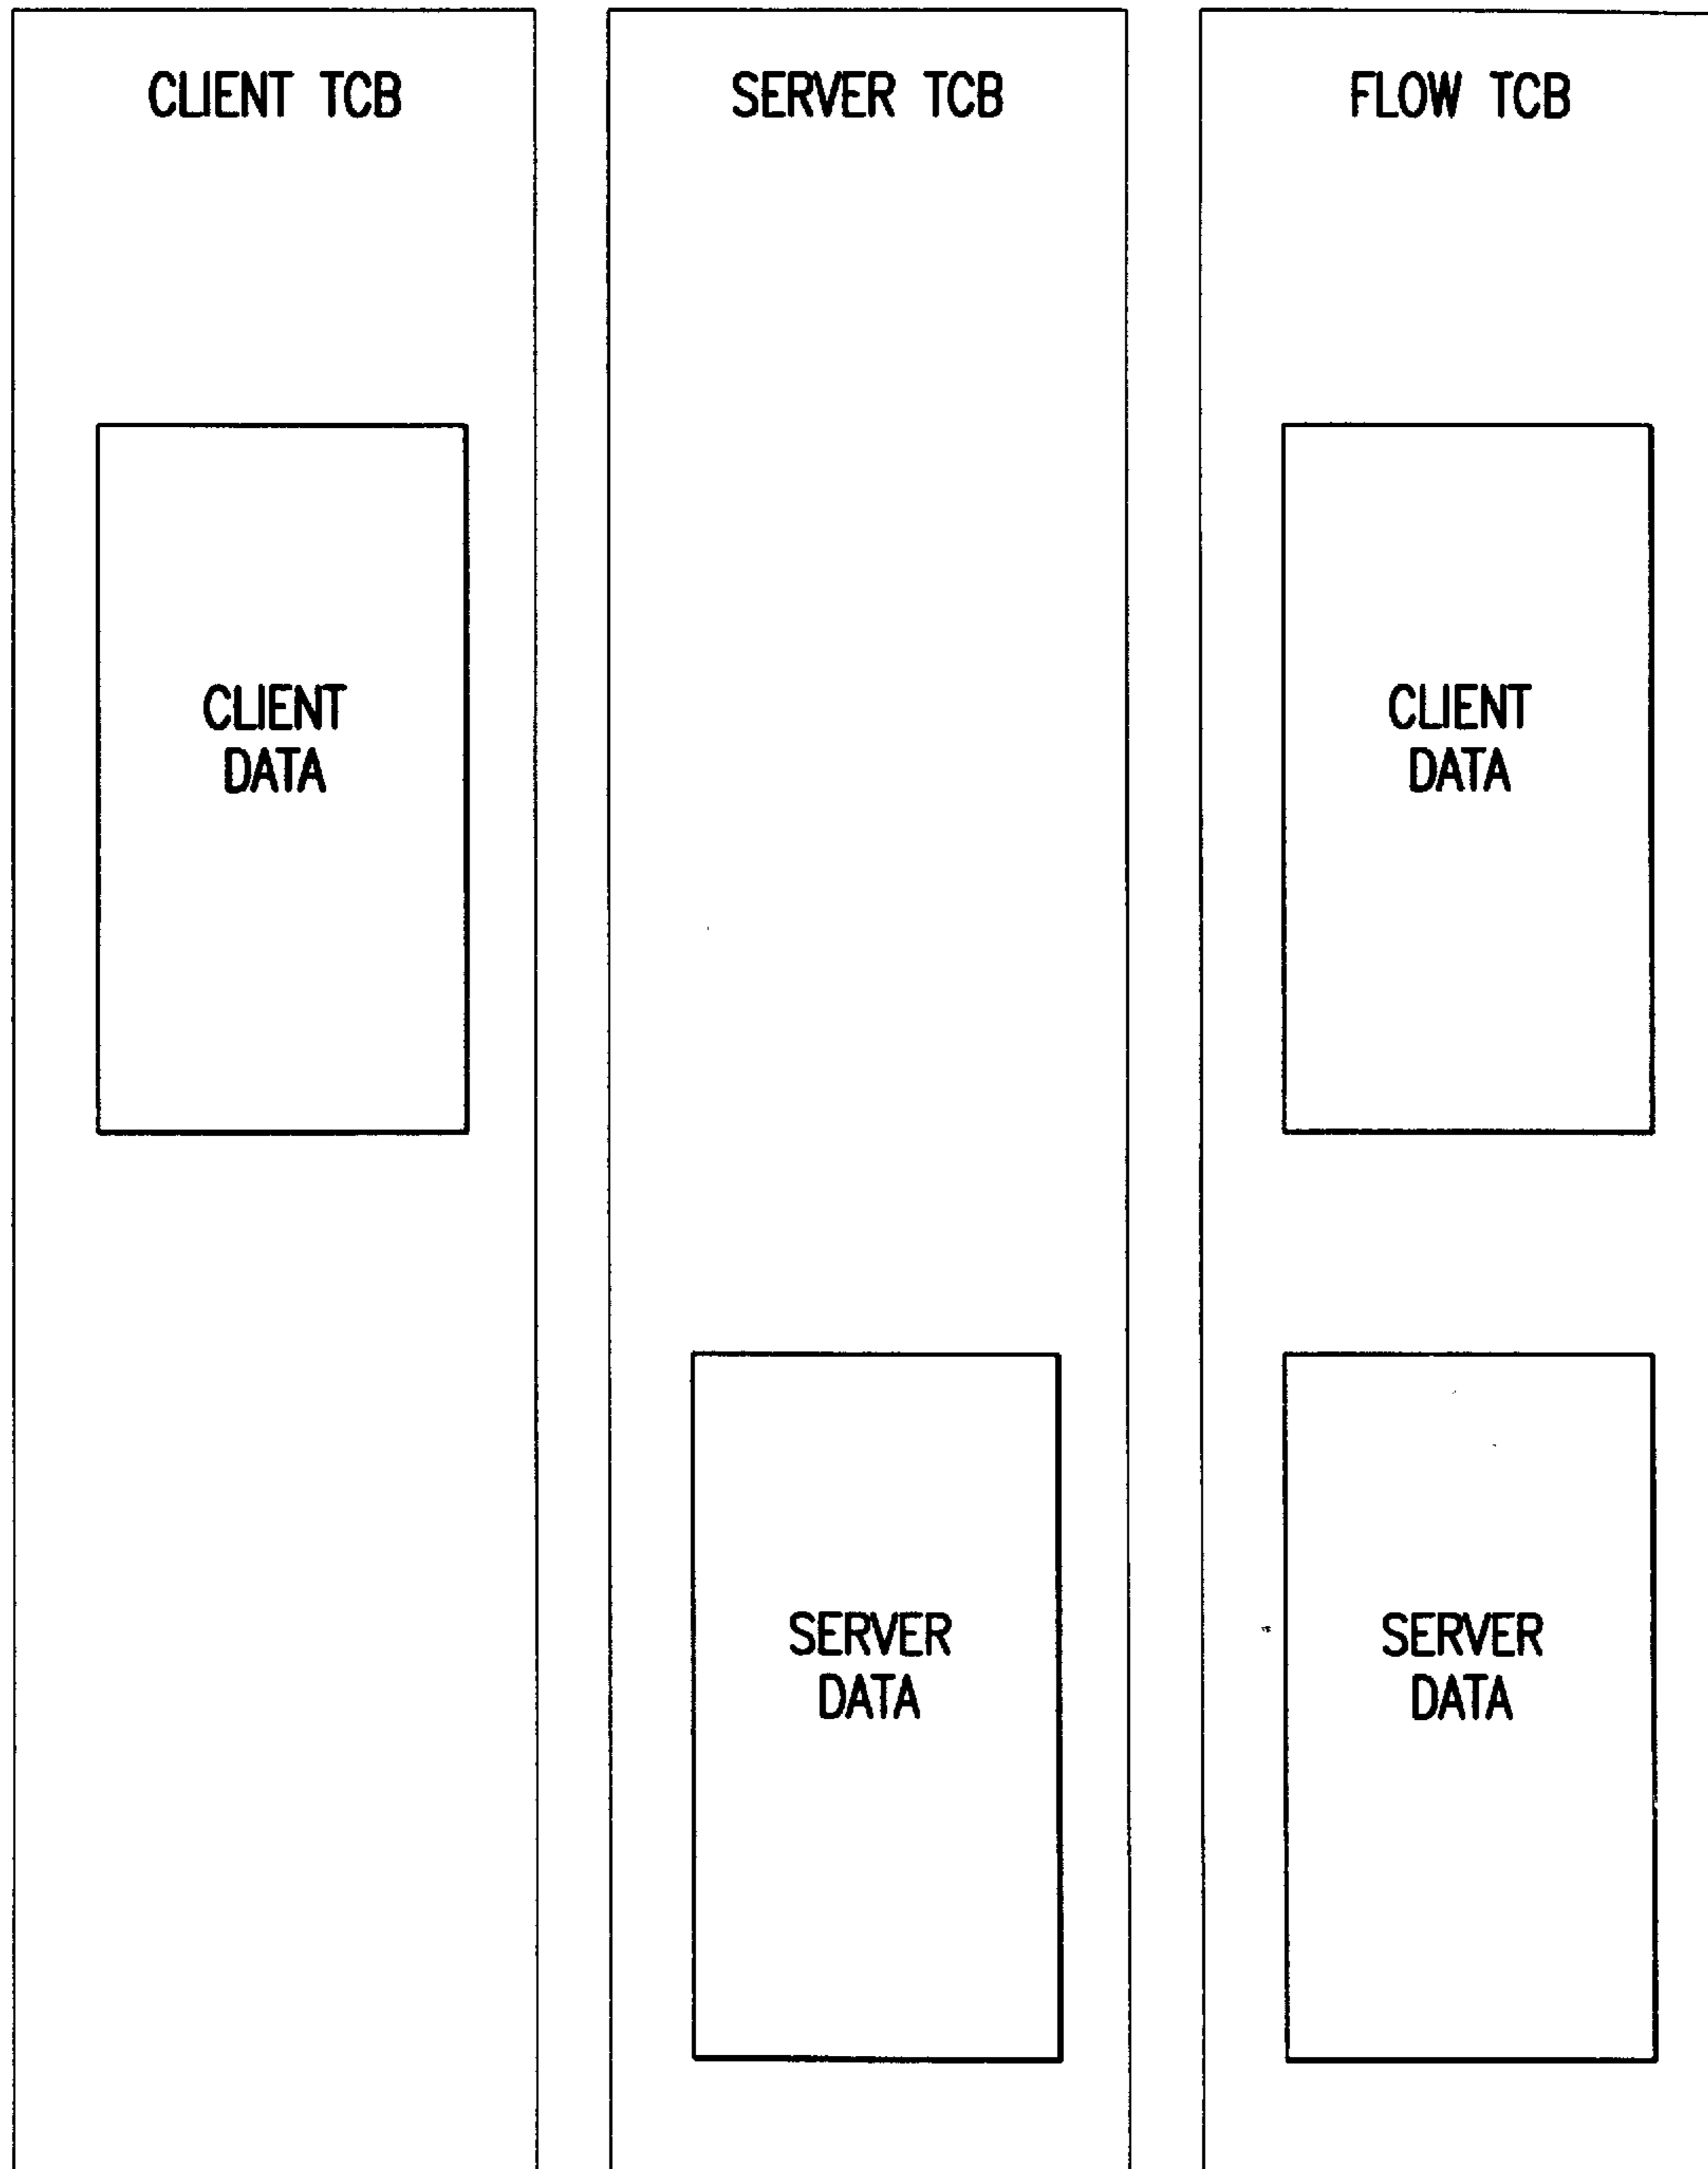 CLIENT TCB
SERVER TCB
FLOW TCB
CLIENT
DATA
CLIENT
DATA
SERVER
DATA
SERVER
DATA